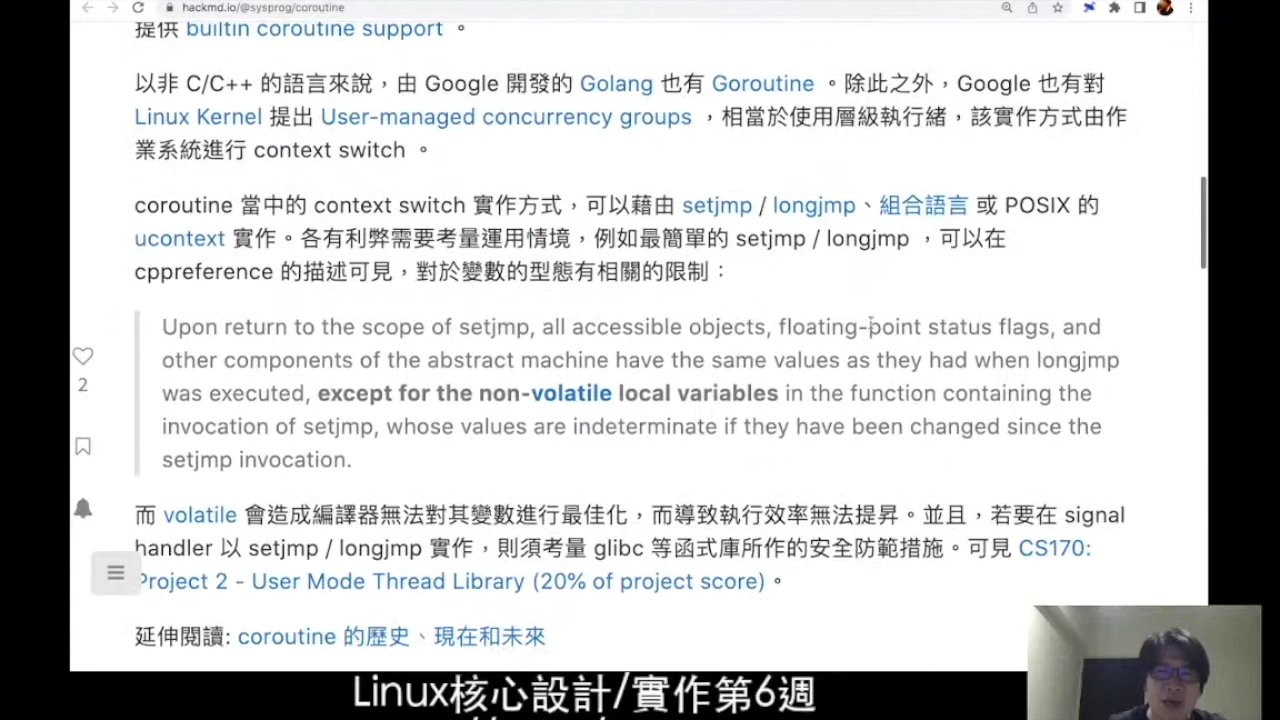 hackmd.io/@sysprog/coroutine
提供 builtin coroutine support 。
以非 C/C++ 的語言來說，由 Google 開發的 Golang 也有 Goroutine 。除此之外，Google 也有對
Linux Kernel 提出 User-managed concurrency groups ，相當於使用層級執行緒，該實作方式由作
業系統進行 context switch 。
coroutine 當中的 context switch 實作方式，可以藉由 setjmp / longjmp、組合語言 或 POSIX 的
ucontext 實作。各有利弊需要考量運用情境，例如最簡單的 setjmp / longjmp ，可以在
cppreference 的描述可見，對於變數的型態有相關的限制：
Upon return to the scope of setjmp, all accessible objects, floating-point status flags, and
other components of the abstract machine have the same values as they had when longjmp
was executed, except for the non-volatile local variables in the function containing the
invocation of setjmp, whose values are indeterminate if they have been changed since the
setjmp invocation.
2
而 volatile 會造成編譯器無法對其變數進行最佳化，而導致執行效率無法提昇。並且，若要在 signal
handler 以 setjmp / longjmp 實作，則須考量 glibc 等函式庫所作的安全防範措施。可見 CS170:
Project 2 - User Mode Thread Library (20% of project score) 。
延伸閱讀: coroutine 的歷史、現在和未來
Linux核心設計/實作第6週